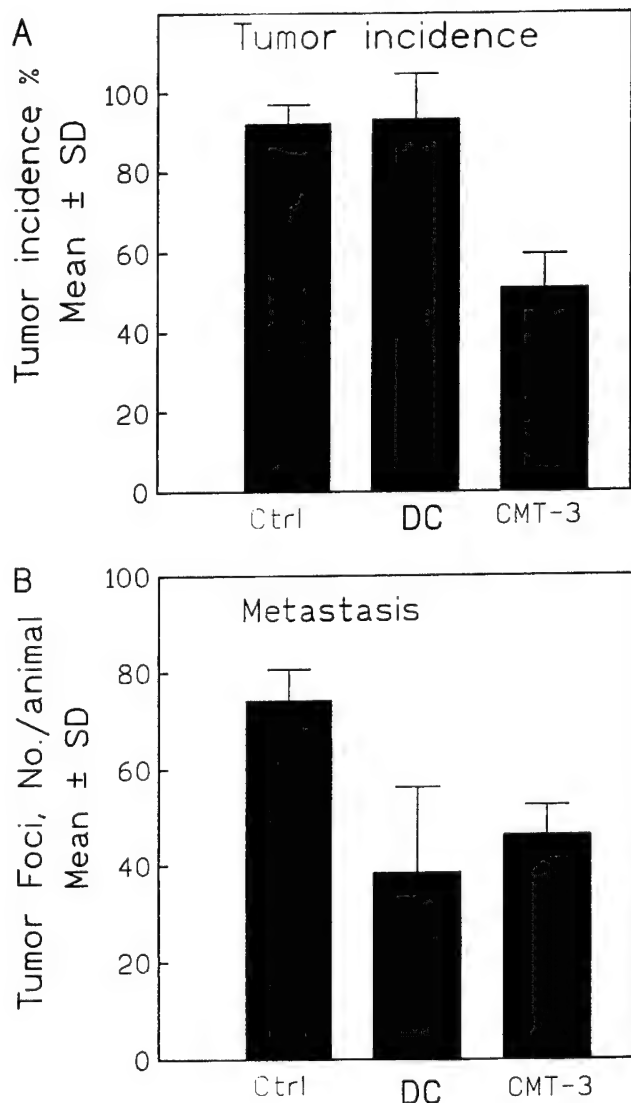 A
Tumor incidence
Tumor incidence, %
Mean ± SD
100
80
60
40
20
0
Ctrl
DC
CMT-3
B
Metastasis
Tumor Foci, No./animal
Mean ± SD
100
80
60
40
20
0
Ctrl
DC
CMT-3